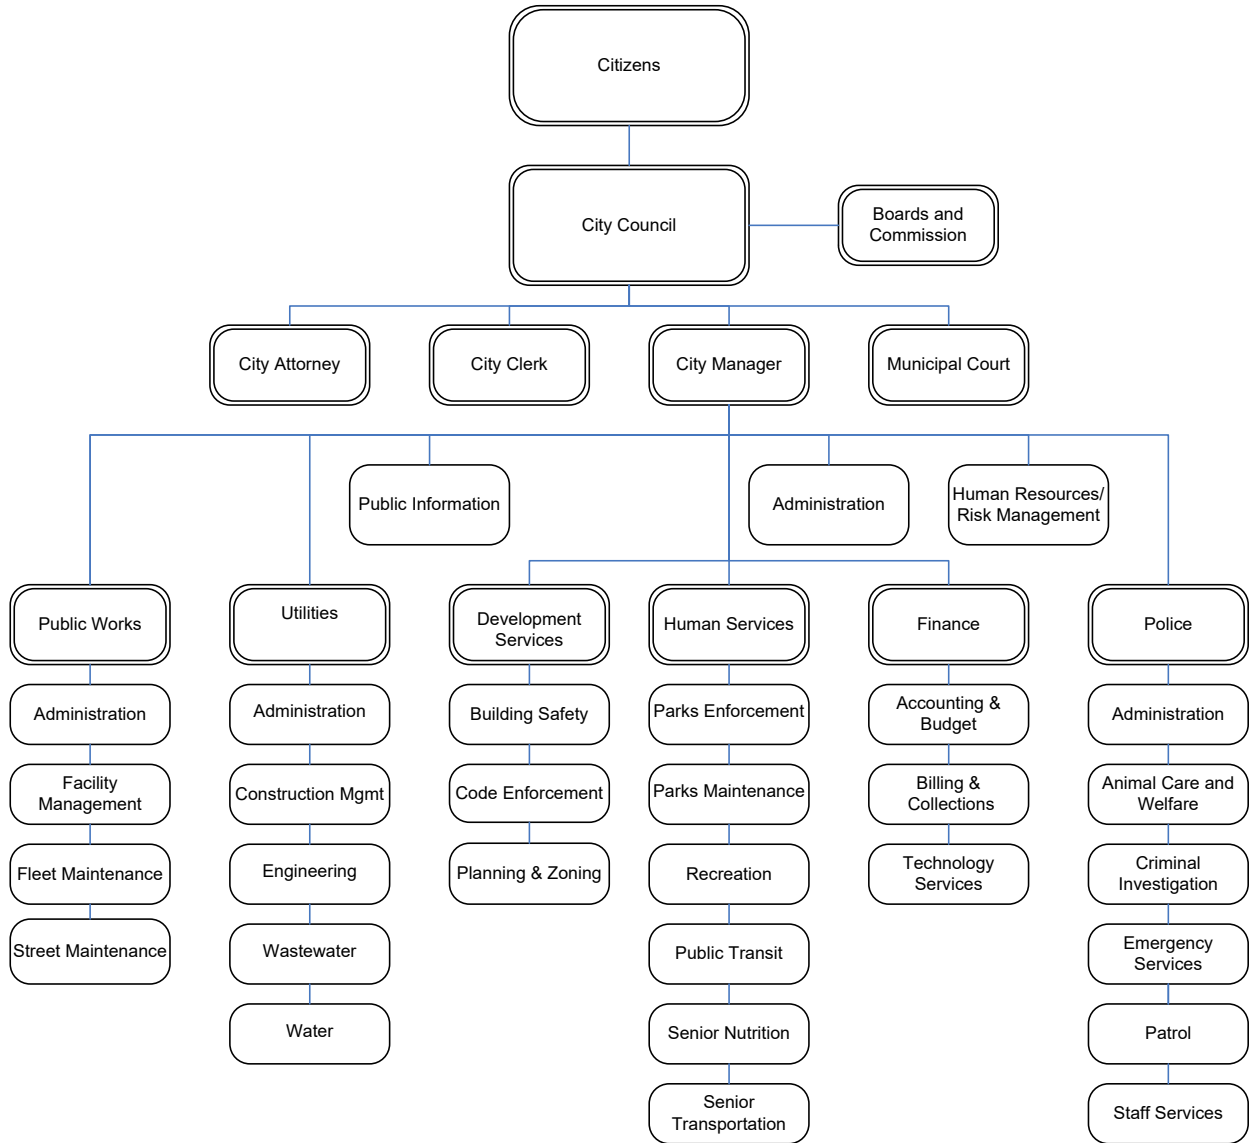 Citizens
City Council
Boards and
Commission
City Attorney
City Clerk
City Manager
Municipal Court
Public Information
Administration
Human Resources/
Risk Management
Public Works
Utilities
Development
Services
Human Services
Finance
Police
Administration
Administration
Building Safety
Parks Enforcement
Accounting &
Budget
Administration
Facility
Management
Construction Mgmt
Code Enforcement
Parks Maintenance
Billing &
Collections
Animal Care and
Welfare
Fleet Maintenance
Engineering
Planning & Zoning
Recreation
Technology
Services
Criminal
Investigation
Street Maintenance
Wastewater
Public Transit
Emergency
Services
Water
Senior Nutrition
Patrol
Senior
Transportation
Staff Services